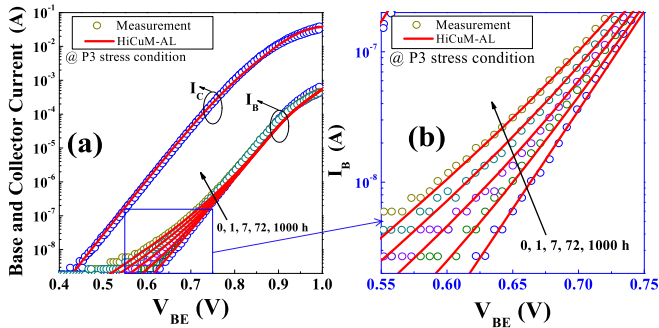 Measurement
HiCuM-AL
@ P3 stress condition
I_C
I_B
(a)
0, 1, 7, 72, 1000 h
Base and Collector Current (A)
10^-1
10^-2
10^-3
10^-4
10^-5
10^-6
10^-7
10^-8
0.4 0.5 0.6 0.7 0.8 0.9 1.0
V_BE (V)
Measurement
HiCuM-AL
@ P3 stress condition
(b)
0, 1, 7, 72, 1000 h
I_B (A)
10^-7
10^-8
0.55 0.60 0.65 0.70 0.75
V_BE (V)